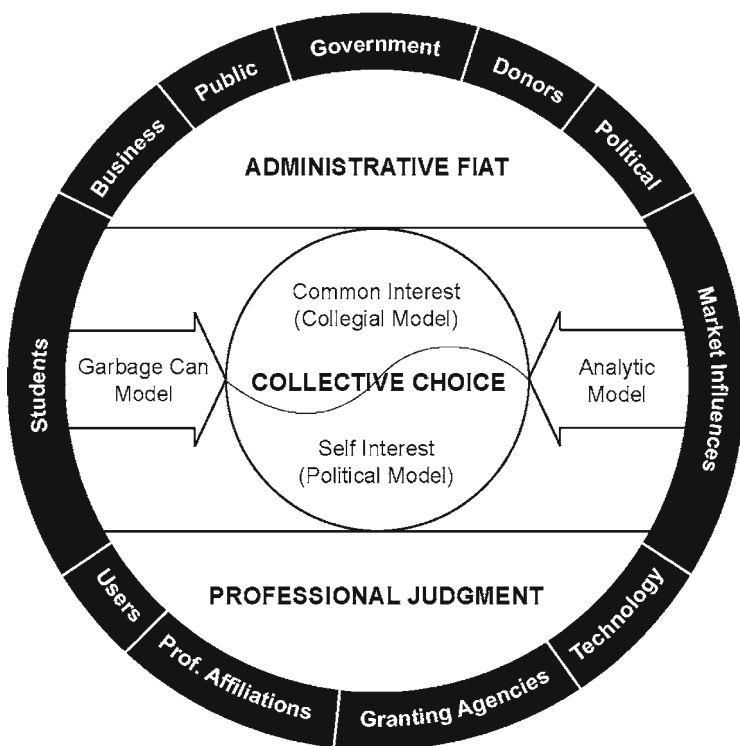 Government
Public
Donors
Business
Political
ADMINISTRATIVE FIAT
Common Interest
(Collegial Model)
Students
Garbage Can
Model
COLLECTIVE CHOICE
Analytic
Model
Market Influences
Self Interest
(Political Model)
PROFESSIONAL JUDGMENT
Users
Technology
Prof. Affiliations
Granting Agencies